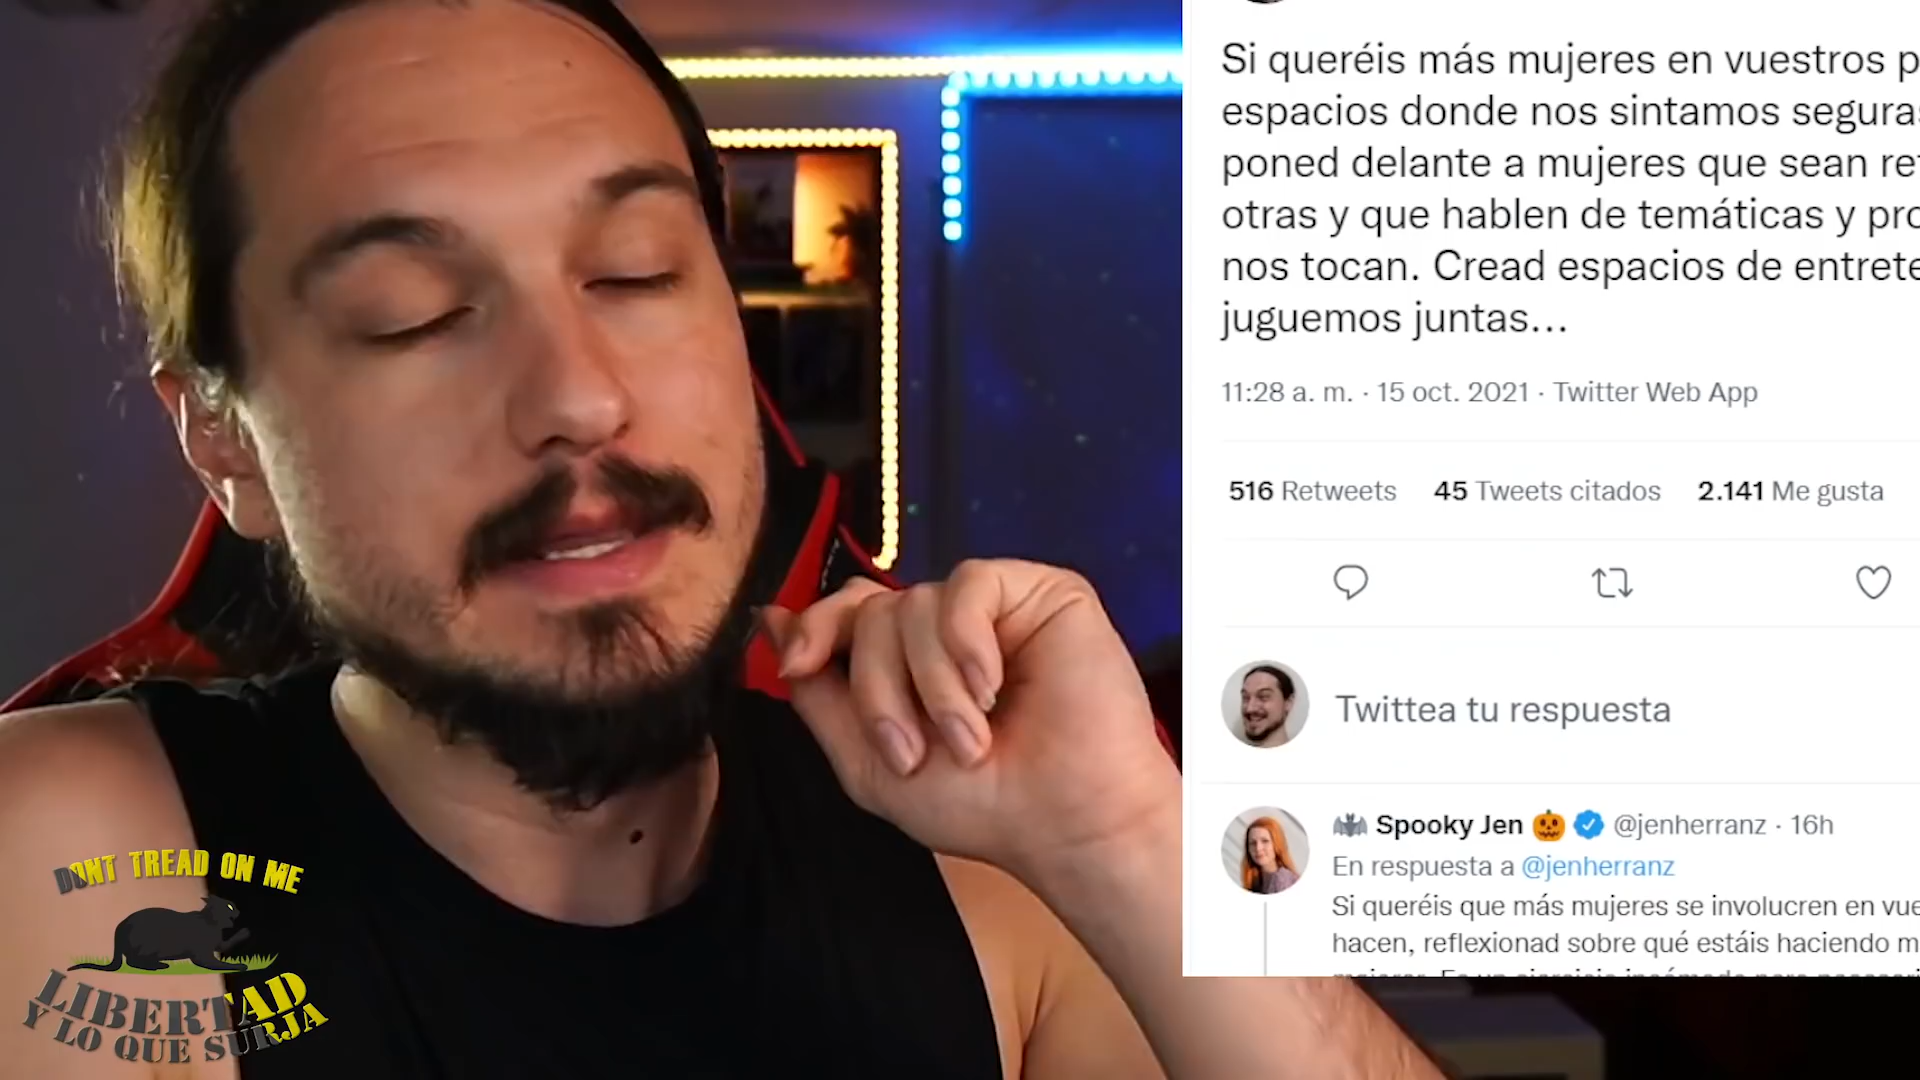 Si queréis más mujeres en vuestros p
espacios donde nos sintamos segura
poned delante a mujeres que sean re
otras y que hablen de temáticas y pro
nos tocan. Cread espacios de entrete
juguemos juntas...
11:28 a. m. · 15 oct. 2021 · Twitter Web App
516 Retweets 45 Tweets citados 2.141 Me gusta
Twittea tu respuesta
Spooky Jen @jenherranz · 16h
En respuesta a @jenherranz
Si queréis que más mujeres se involucren en vue
hacen, reflexionad sobre qué estáis haciendo m
DONT TREAD ON ME
LIBERTAD
Y LO QUE SURJA